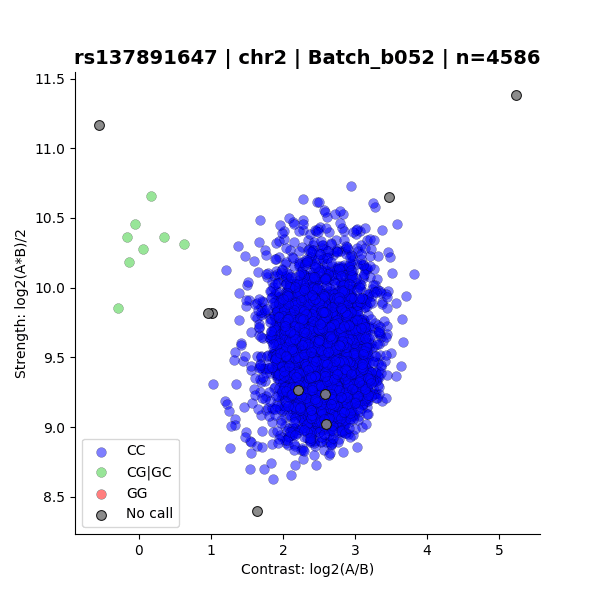 rs137891647 | chr2 | Batch_b052 | n=4586
Strength: log2(A*B)/2
11.5
11.0
10.5
10.0
9.5
9.0
8.5
CC
CG|GC
GG
No call
0
1
2
3
4
5
Contrast: log2(A/B)